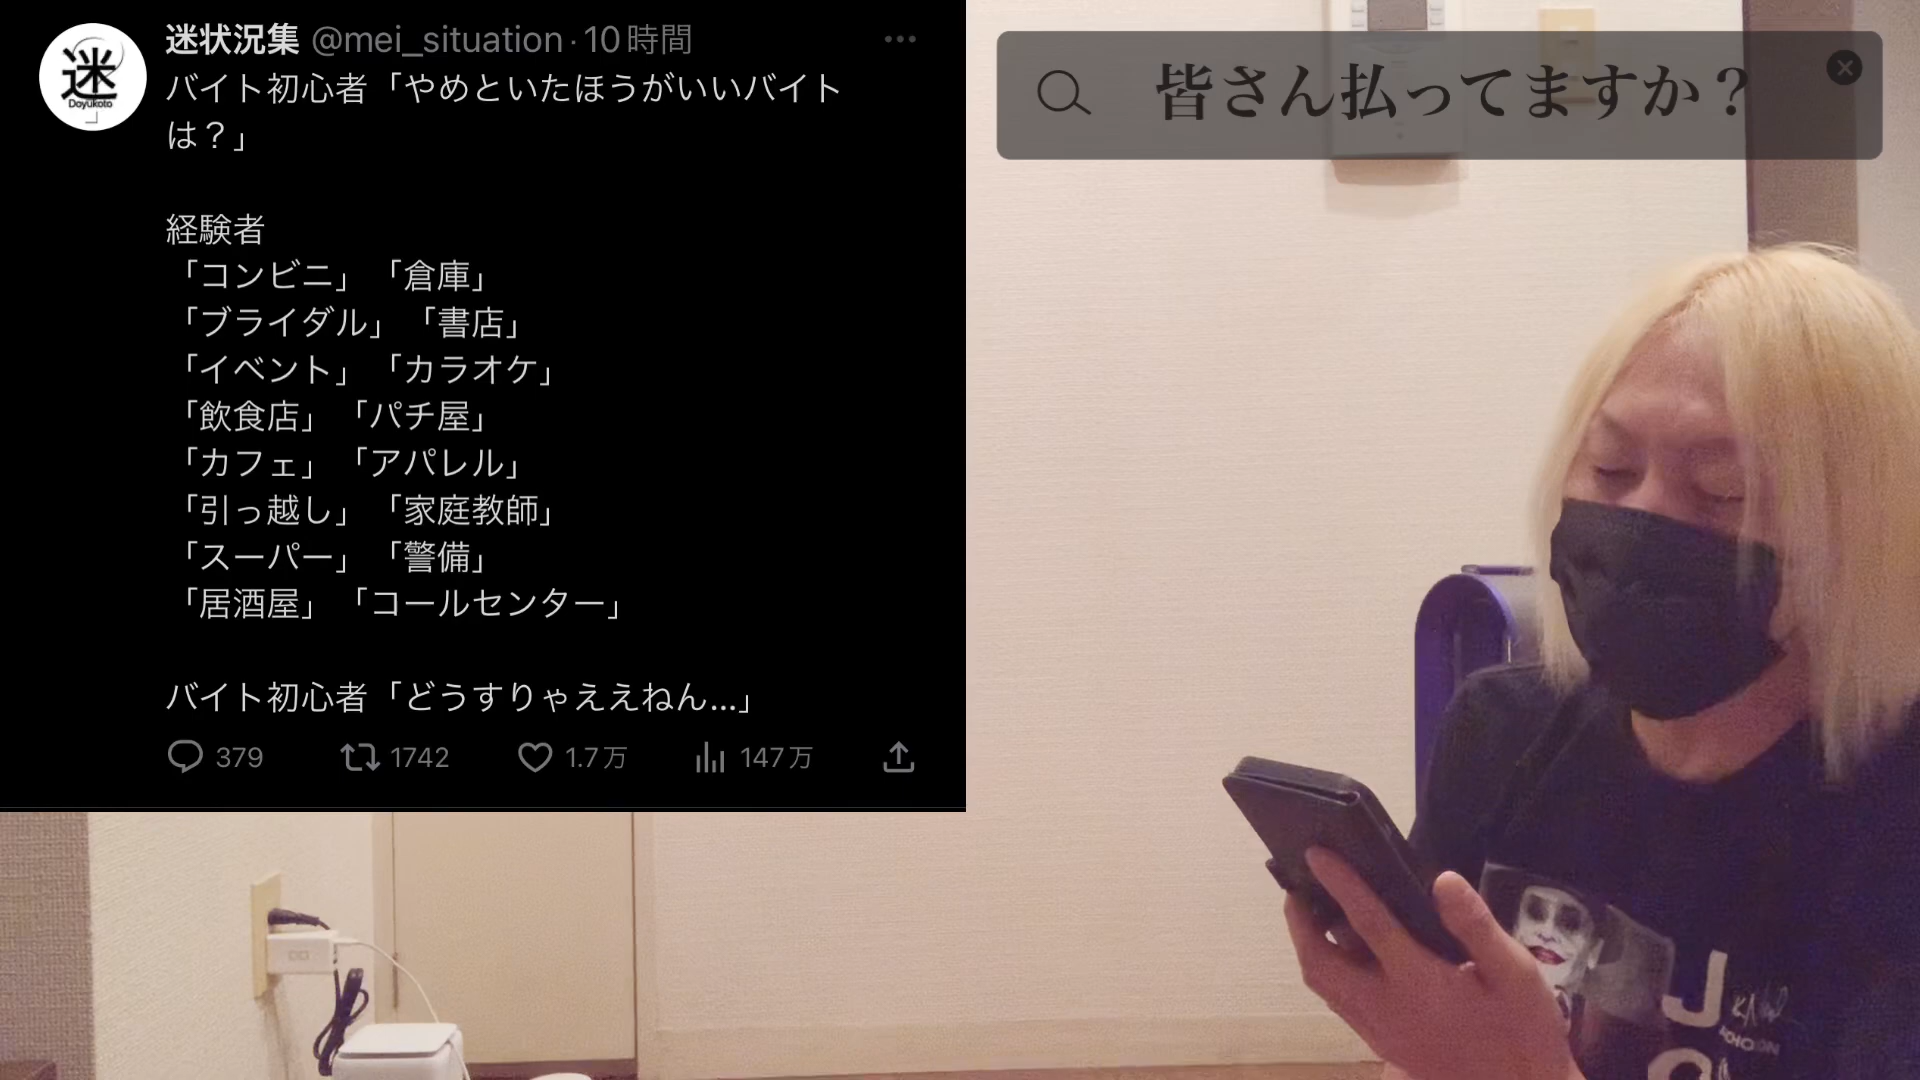 迷
Doyukoto
迷状況集 @mei_situation · 10時間
バイト初心者「やめといたほうがいいバイト
は？」
経験者
「コンビニ」 「倉庫」
「ブライダル」 「書店」
「イベント」 「カラオケ」
「飲食店」 「パチ屋」
「カフェ」 「アパレル」
「引っ越し」 「家庭教師」
「スーパー」 「警備」
「居酒屋」 「コールセンター」
バイト初心者「どうすりゃええねん...」
379 1742 1.7万 147万
皆さん払ってますか？
J